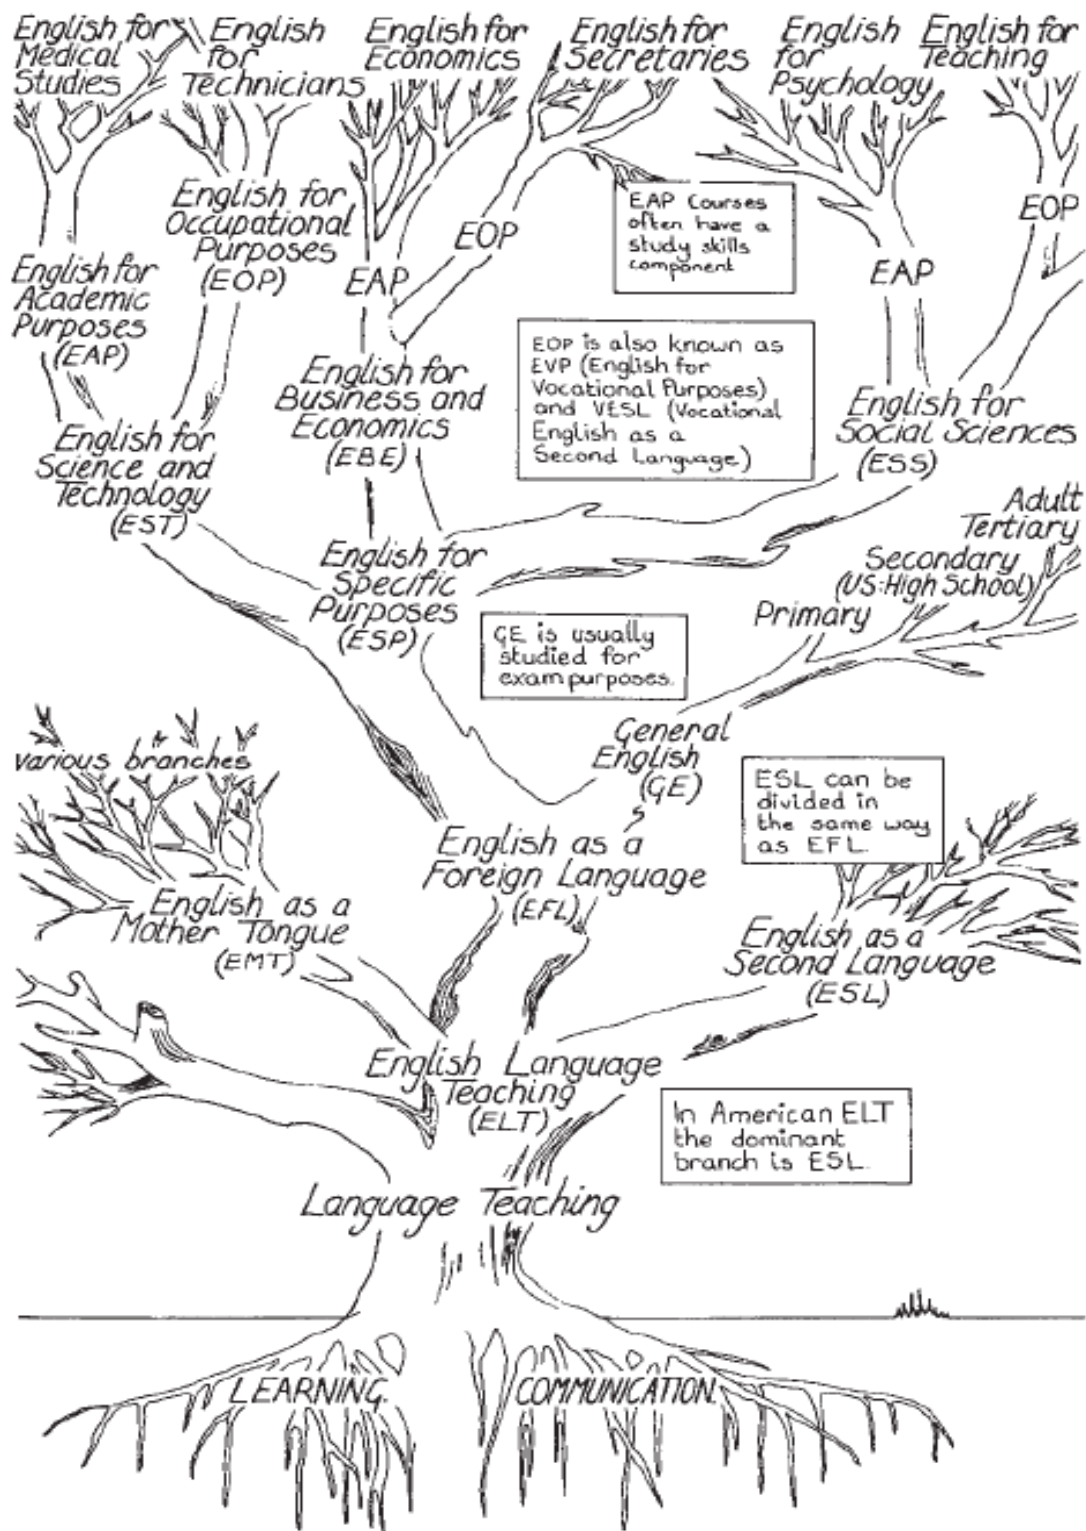 English for
Medical
Studies
English
for
Technicians
English for
Economics
English for
Secretaries
English
for
Psychology
English for
Teaching
English for
Occupational
Purposes
(EOP)
EOP
EAP Courses
often have a
study skills
component
EOP
English for
Academic
Purposes
(EAP)
EAP
EAP
EOP is also known as
EVP (English for
Vocational Purposes)
and VESL (Vocational
English as a
Second Language)
English for
Business and
Economics
(EBE)
English for
Social Sciences
(ESS)
English for
Science and
Technology
(EST)
Adult
Tertiary
Secondary
(US:High School)
Primary
English for
Specific
Purposes
(ESP)
GE is usually
studied for
exam purposes.
General
English
(GE)
various branches
ESL can be
divided in
the same way
as EFL.
English as a
Foreign Language
(EFL)
English as a
Mother Tongue
(EMT)
English as a
Second Language
(ESL)
English Language
Teaching
(ELT)
In American ELT
the dominant
branch is ESL.
Language Teaching
LEARNING.
COMMUNICATION.